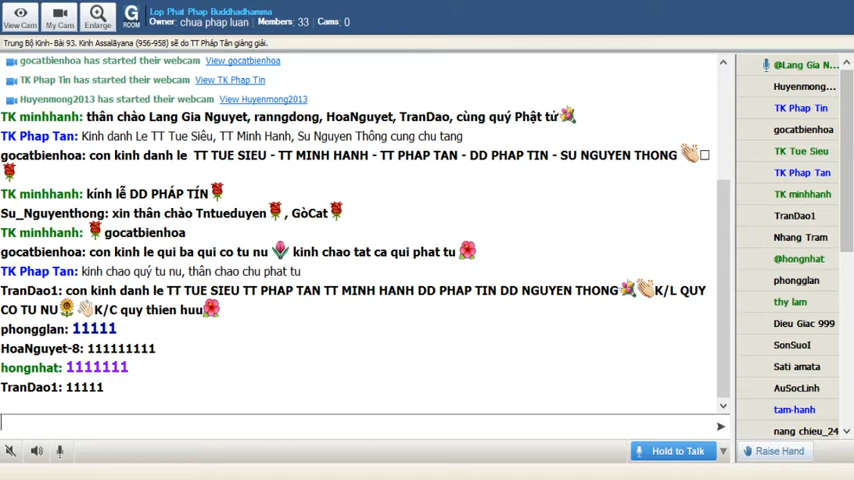 View Cam
My Cam
Enlarge
G
ROOM
Lop Phat Phap Buddhadhamma
Owner: chua phap luan Members: 33 Cams: 0
Trung Bộ Kinh- Bài 93. Kinh Assalāyana (956-958) sẽ do TT Pháp Tân giảng giải.
gocatbienhoa has started their webcam View gocatbienhoa
TK Phap Tin has started their webcam View TK Phap Tin
Huyenmong2013 has started their webcam View Huyenmong2013
TK minhhanh: thân chào Lang Gia Nguyet, ranngdong, HoaNguyet, TranDao, cùng quý Phật tử
TK Phap Tan: Kinh danh Le TT Tue Siêu, TT Minh Hanh, Su Nguyen Thông cung chu tang
gocatbienhoa: con kinh danh le TT TUE SIEU - TT MINH HANH - TT PHAP TAN - DD PHAP TIN - SU NGUYEN THONG
TK minhhanh: kính lễ DD PHÁP TÍN
Su_Nguyenthong: xin thân chào Tntueduyen , GòCat
TK minhhanh: gocatbienhoa
gocatbienhoa: con kinh le qui ba qui co tu nu kinh chao tat ca qui phat tu
TK Phap Tan: kinh chao quý tu nu, thân chao chu phat tu
TranDao1: con kinh danh le TT TUE SIEU TT PHAP TAN TT MINH HANH DD PHAP TIN DD NGUYEN THONG K/L QUY
CO TU NU K/C quy thien huu
phongglan: 11111
HoaNguyet-8: 111111111
hongnhat: 1111111
TranDao1: 11111
Hold to Talk
@Lang Gia N...
Huyenmong...
TK Phap Tin
gocatbienhoa
TK Tue Sieu
TK Phap Tan
TK minhhanh
TranDao1
Nhang Tram
@hongnhat
phongglan
thy lam
Dieu Giac 999
SonSuoI
Sati amata
AuSocLinh
tam-hanh
nang chieu_24
Raise Hand